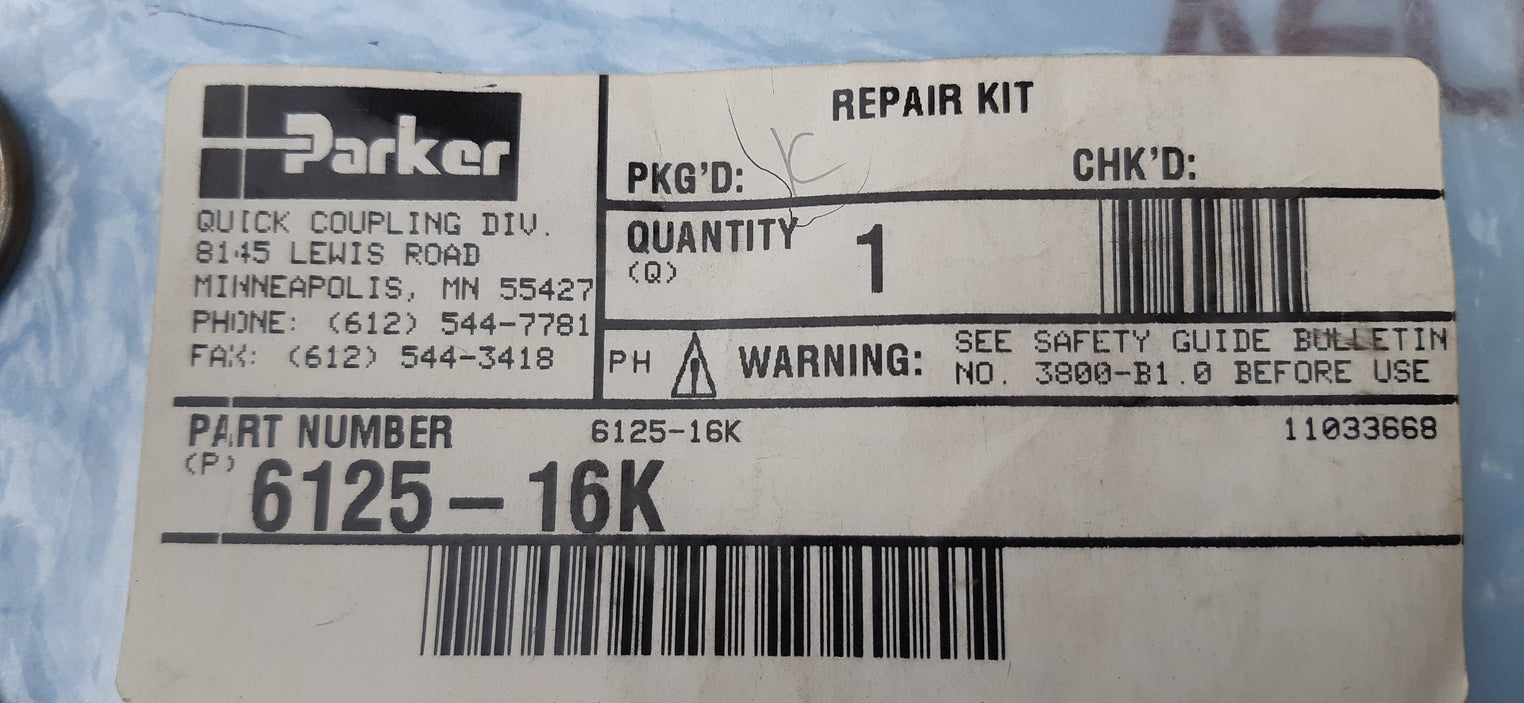 Parker
QUICK COUPLING DIV.
8145 LEWIS ROAD
MINNEAPOLIS, MN 55427
PHONE: (612) 544-7781
FAX: (612) 544-3418
REPAIR KIT
PKG'D: K
CHK'D:
QUANTITY 1
(Q)
PH WARNING: SEE SAFETY GUIDE BULLETIN
NO. 3800-B1.0 BEFORE USE
PART NUMBER 6125-16K 11033668
(P) 6125-16K